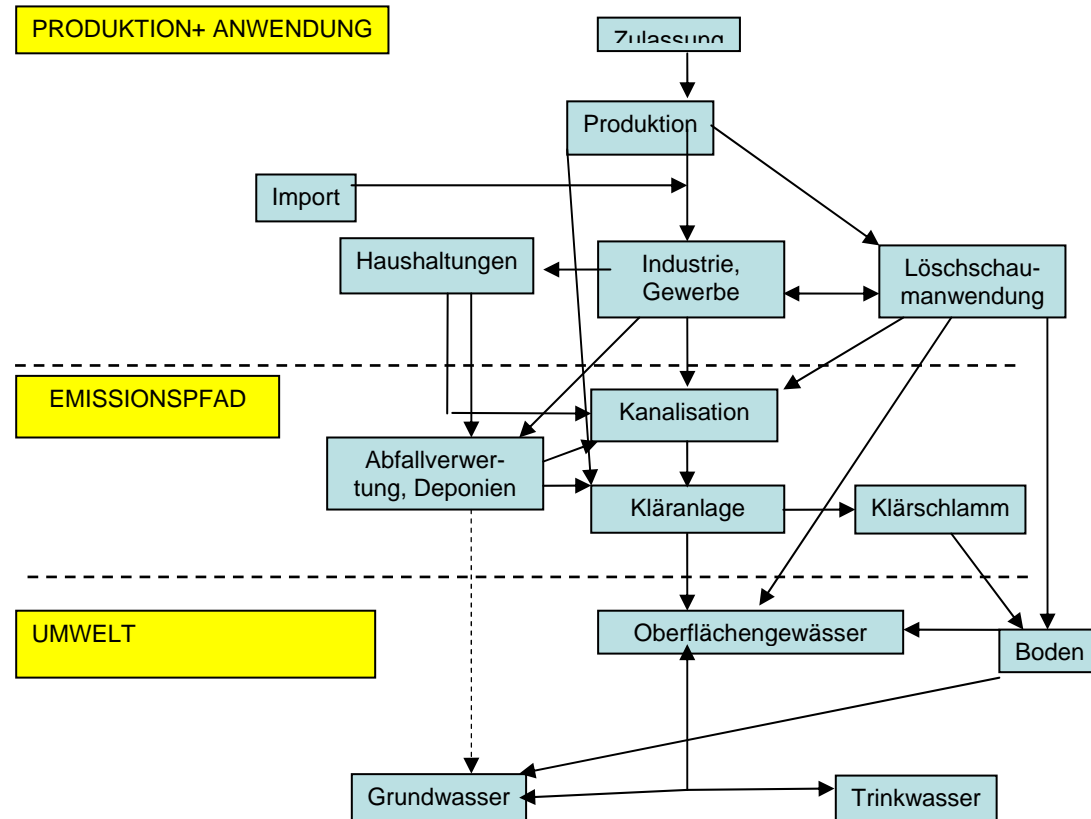 PRODUKTION+ ANWENDUNG
Zulassung
Produktion
Import
Haushaltungen
Industrie,
Gewerbe
Löschschau-
manwendung
EMISSIONSPFAD
Kanalisation
Abfallverwer-
tung, Deponien
Kläranlage
Klärschlamm
UMWELT
Oberflächengewässer
Boden
Grundwasser
Trinkwasser